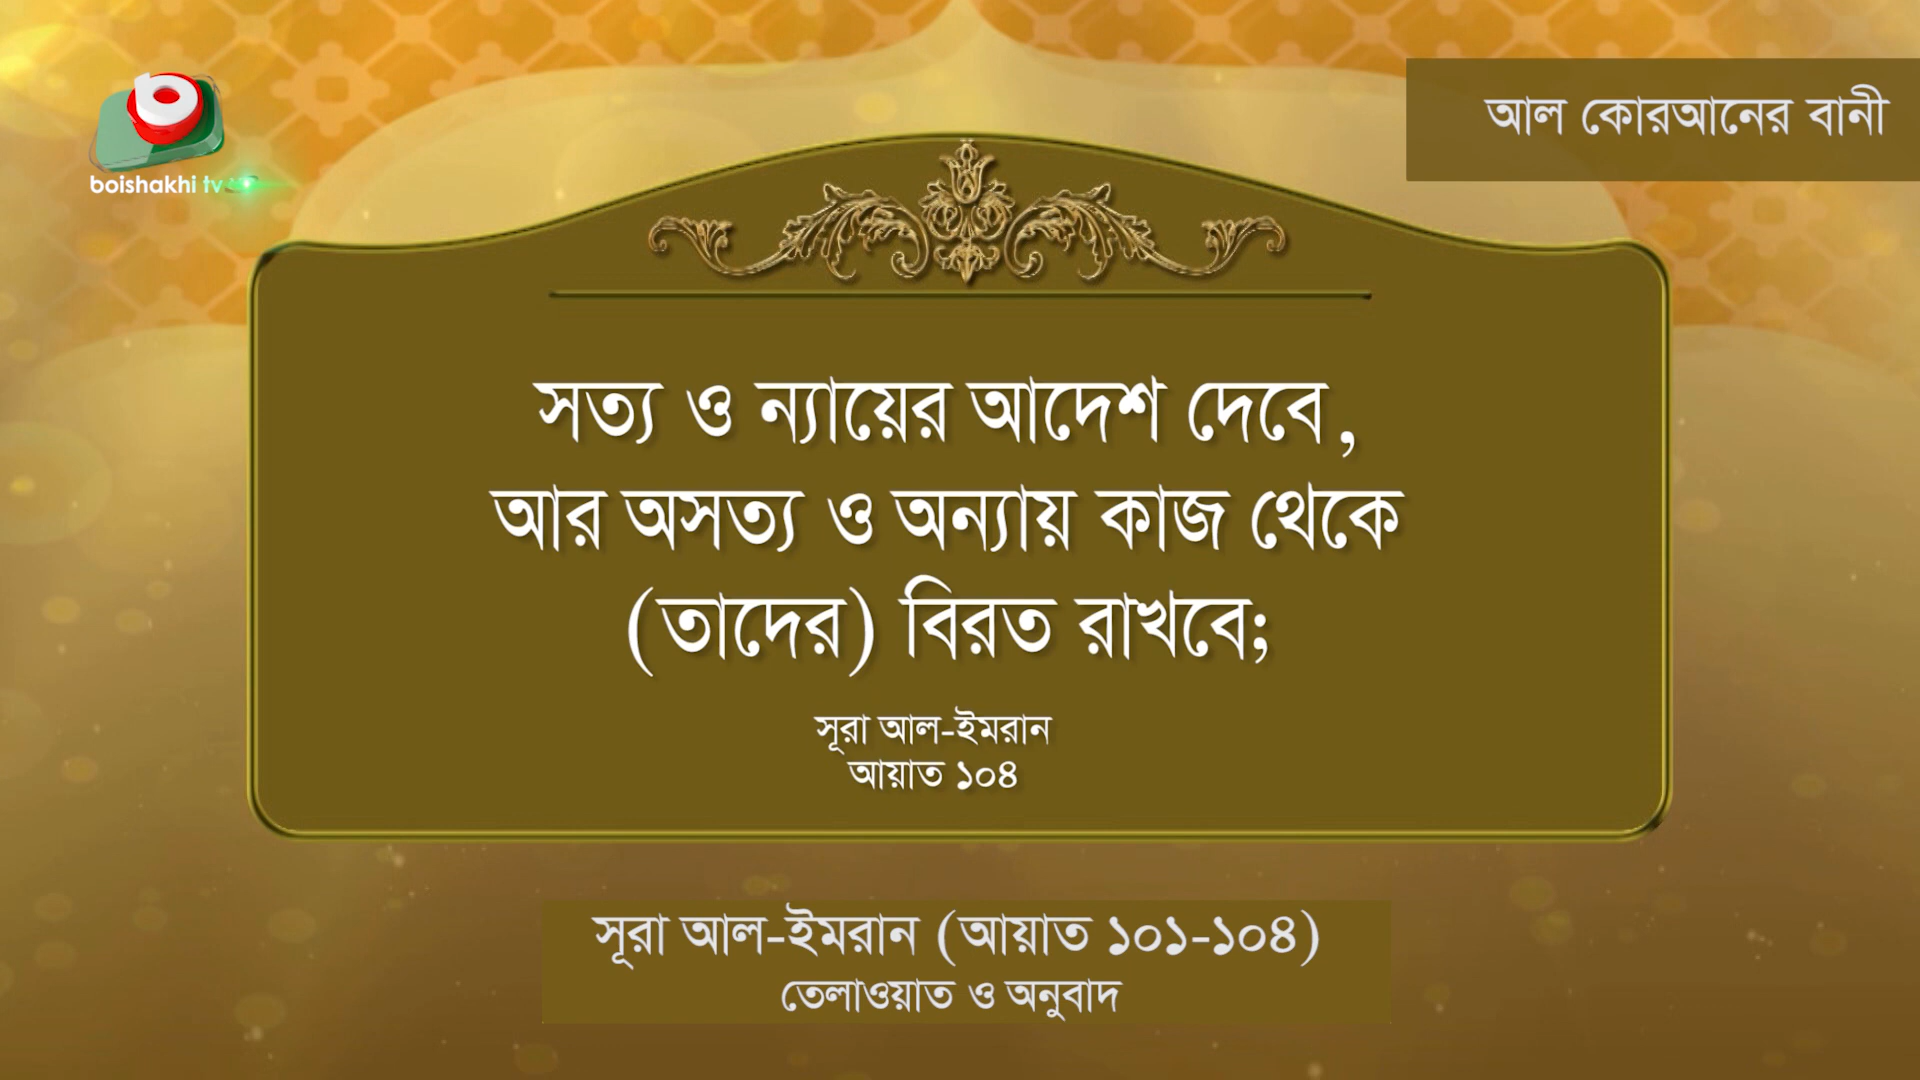 boishakhi tv
আল কোরআনের বানী
সত্য ও ন্যায়ের আদেশ দেবে,
আর অসত্য ও অন্যায় কাজ থেকে
(তাদের) বিরত রাখবে;
সূরা আল-ইমরান
আয়াত ১০৪
সূরা আল-ইমরান (আয়াত ১০১-১০৪)
তেলাওয়াত ও অনুবাদ